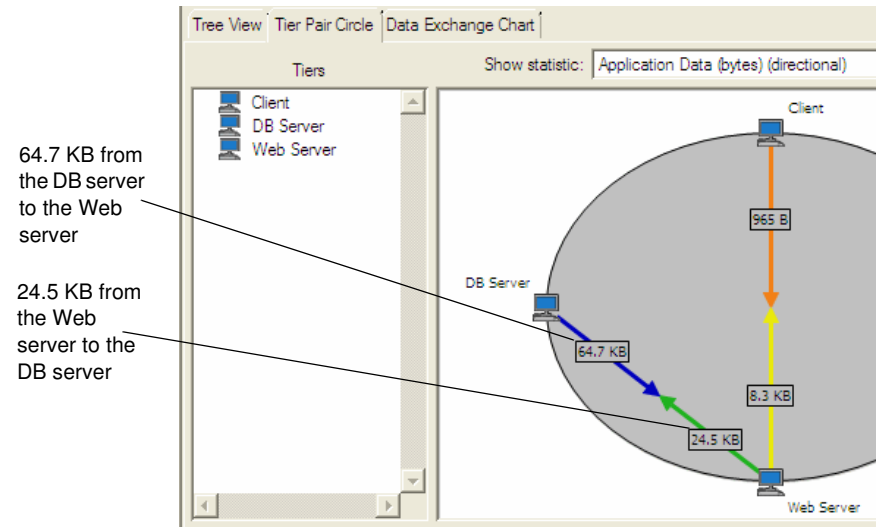 Tree View Tier Pair Circle Data Exchange Chart
Tiers
Show statistic: Application Data (bytes) (directional)
Client
DB Server
Web Server
64.7 KB from
the DB server
to the Web
server
24.5 KB from
the Web
server to the
DB server
Client
965 B
DB Server
64.7 KB
8.3 KB
24.5 KB
Web Server